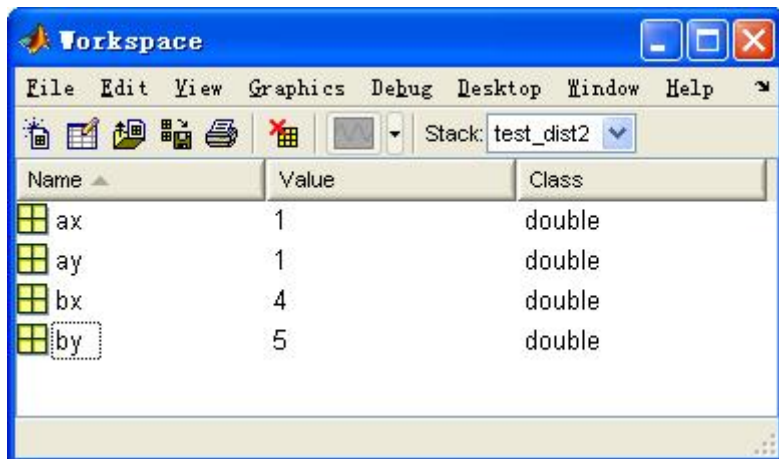 Workspace
File Edit View Graphics Debug Desktop Window Help
Stack: test_dist2
Name Value Class
ax 1 double
ay 1 double
bx 4 double
by 5 double